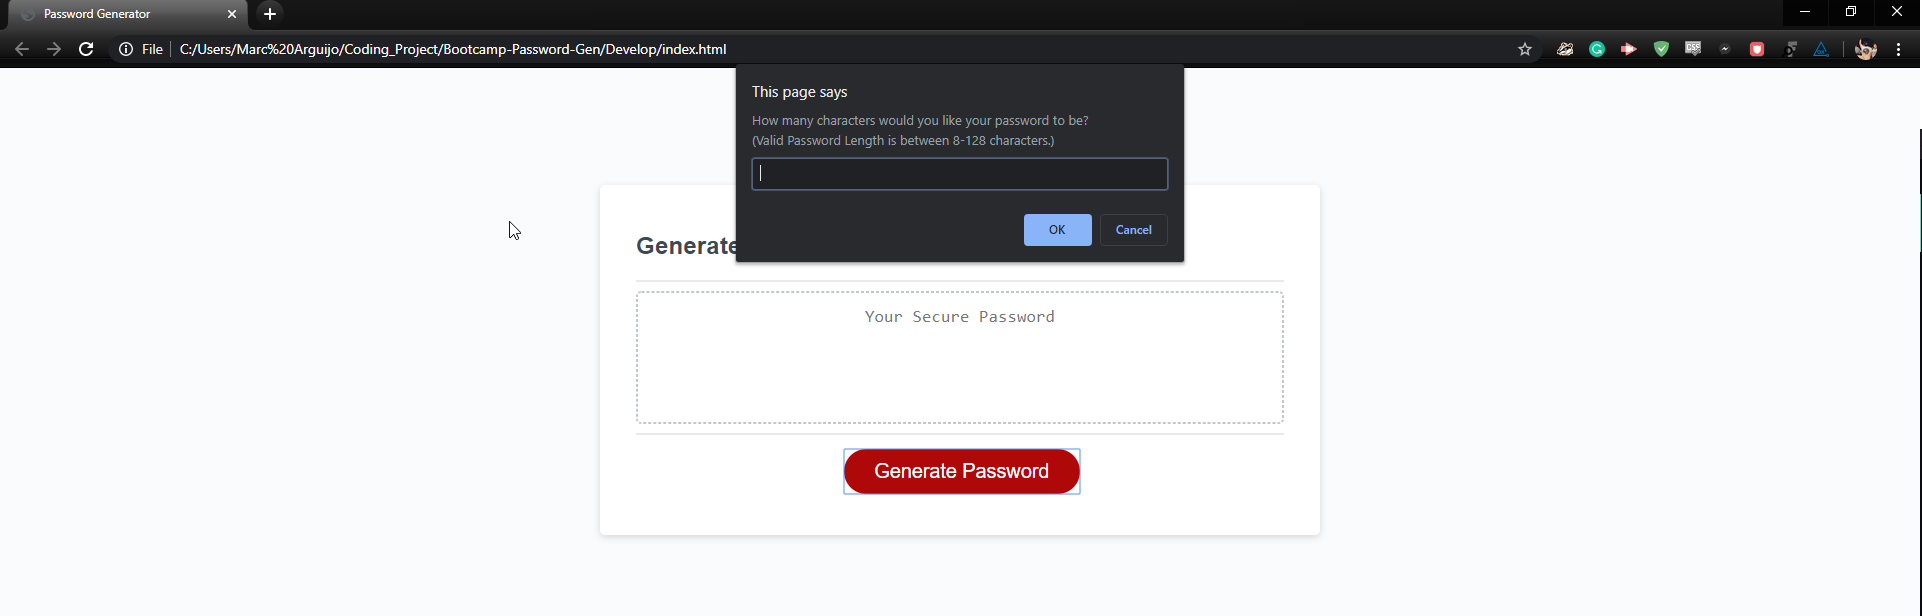 Password Generator
File
C:/Users/Marc%20Arguijo/Coding_Project/Bootcamp-Password-Gen/Develop/index.html
This page says
How many characters would you like your password to be?
(Valid Password Length is between 8-128 characters.)
OK
Cancel
Generate
Your Secure Password
Generate Password